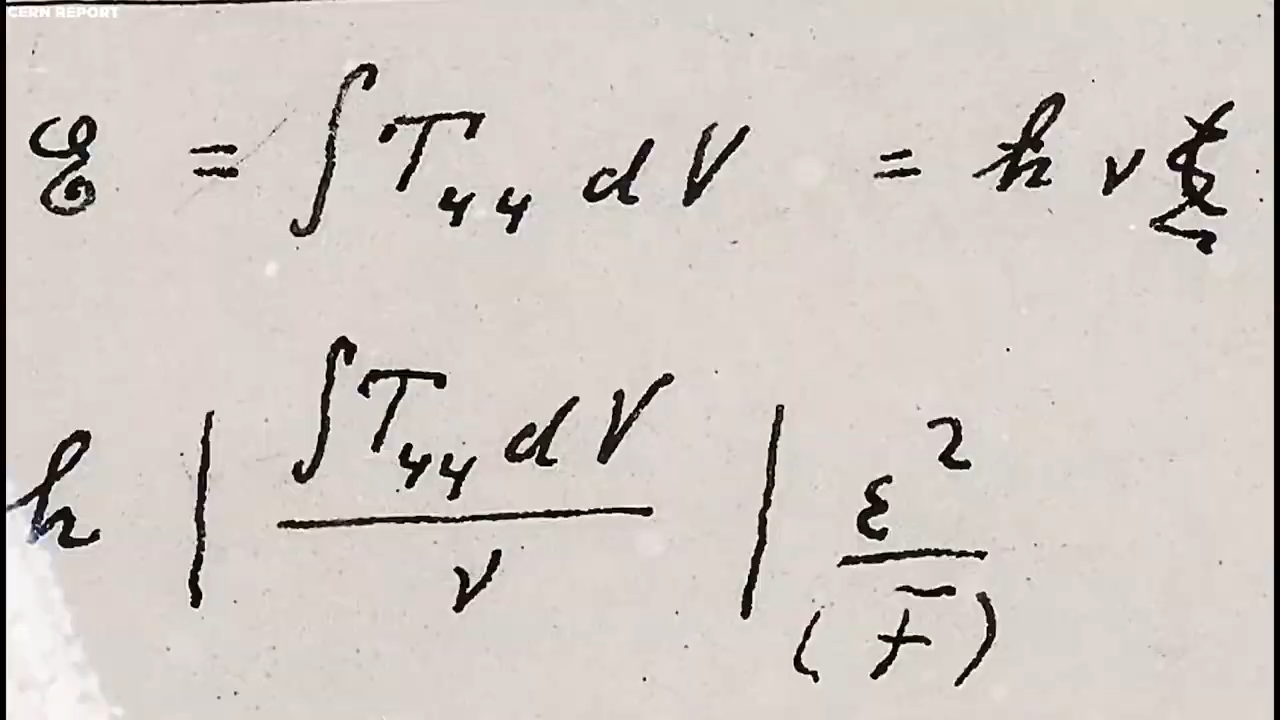 CERN REPORT
ℰ = ∫ T₄₄ dV = h ν
h | ∫ T₄₄ dV / ν | ε² / (F̄)